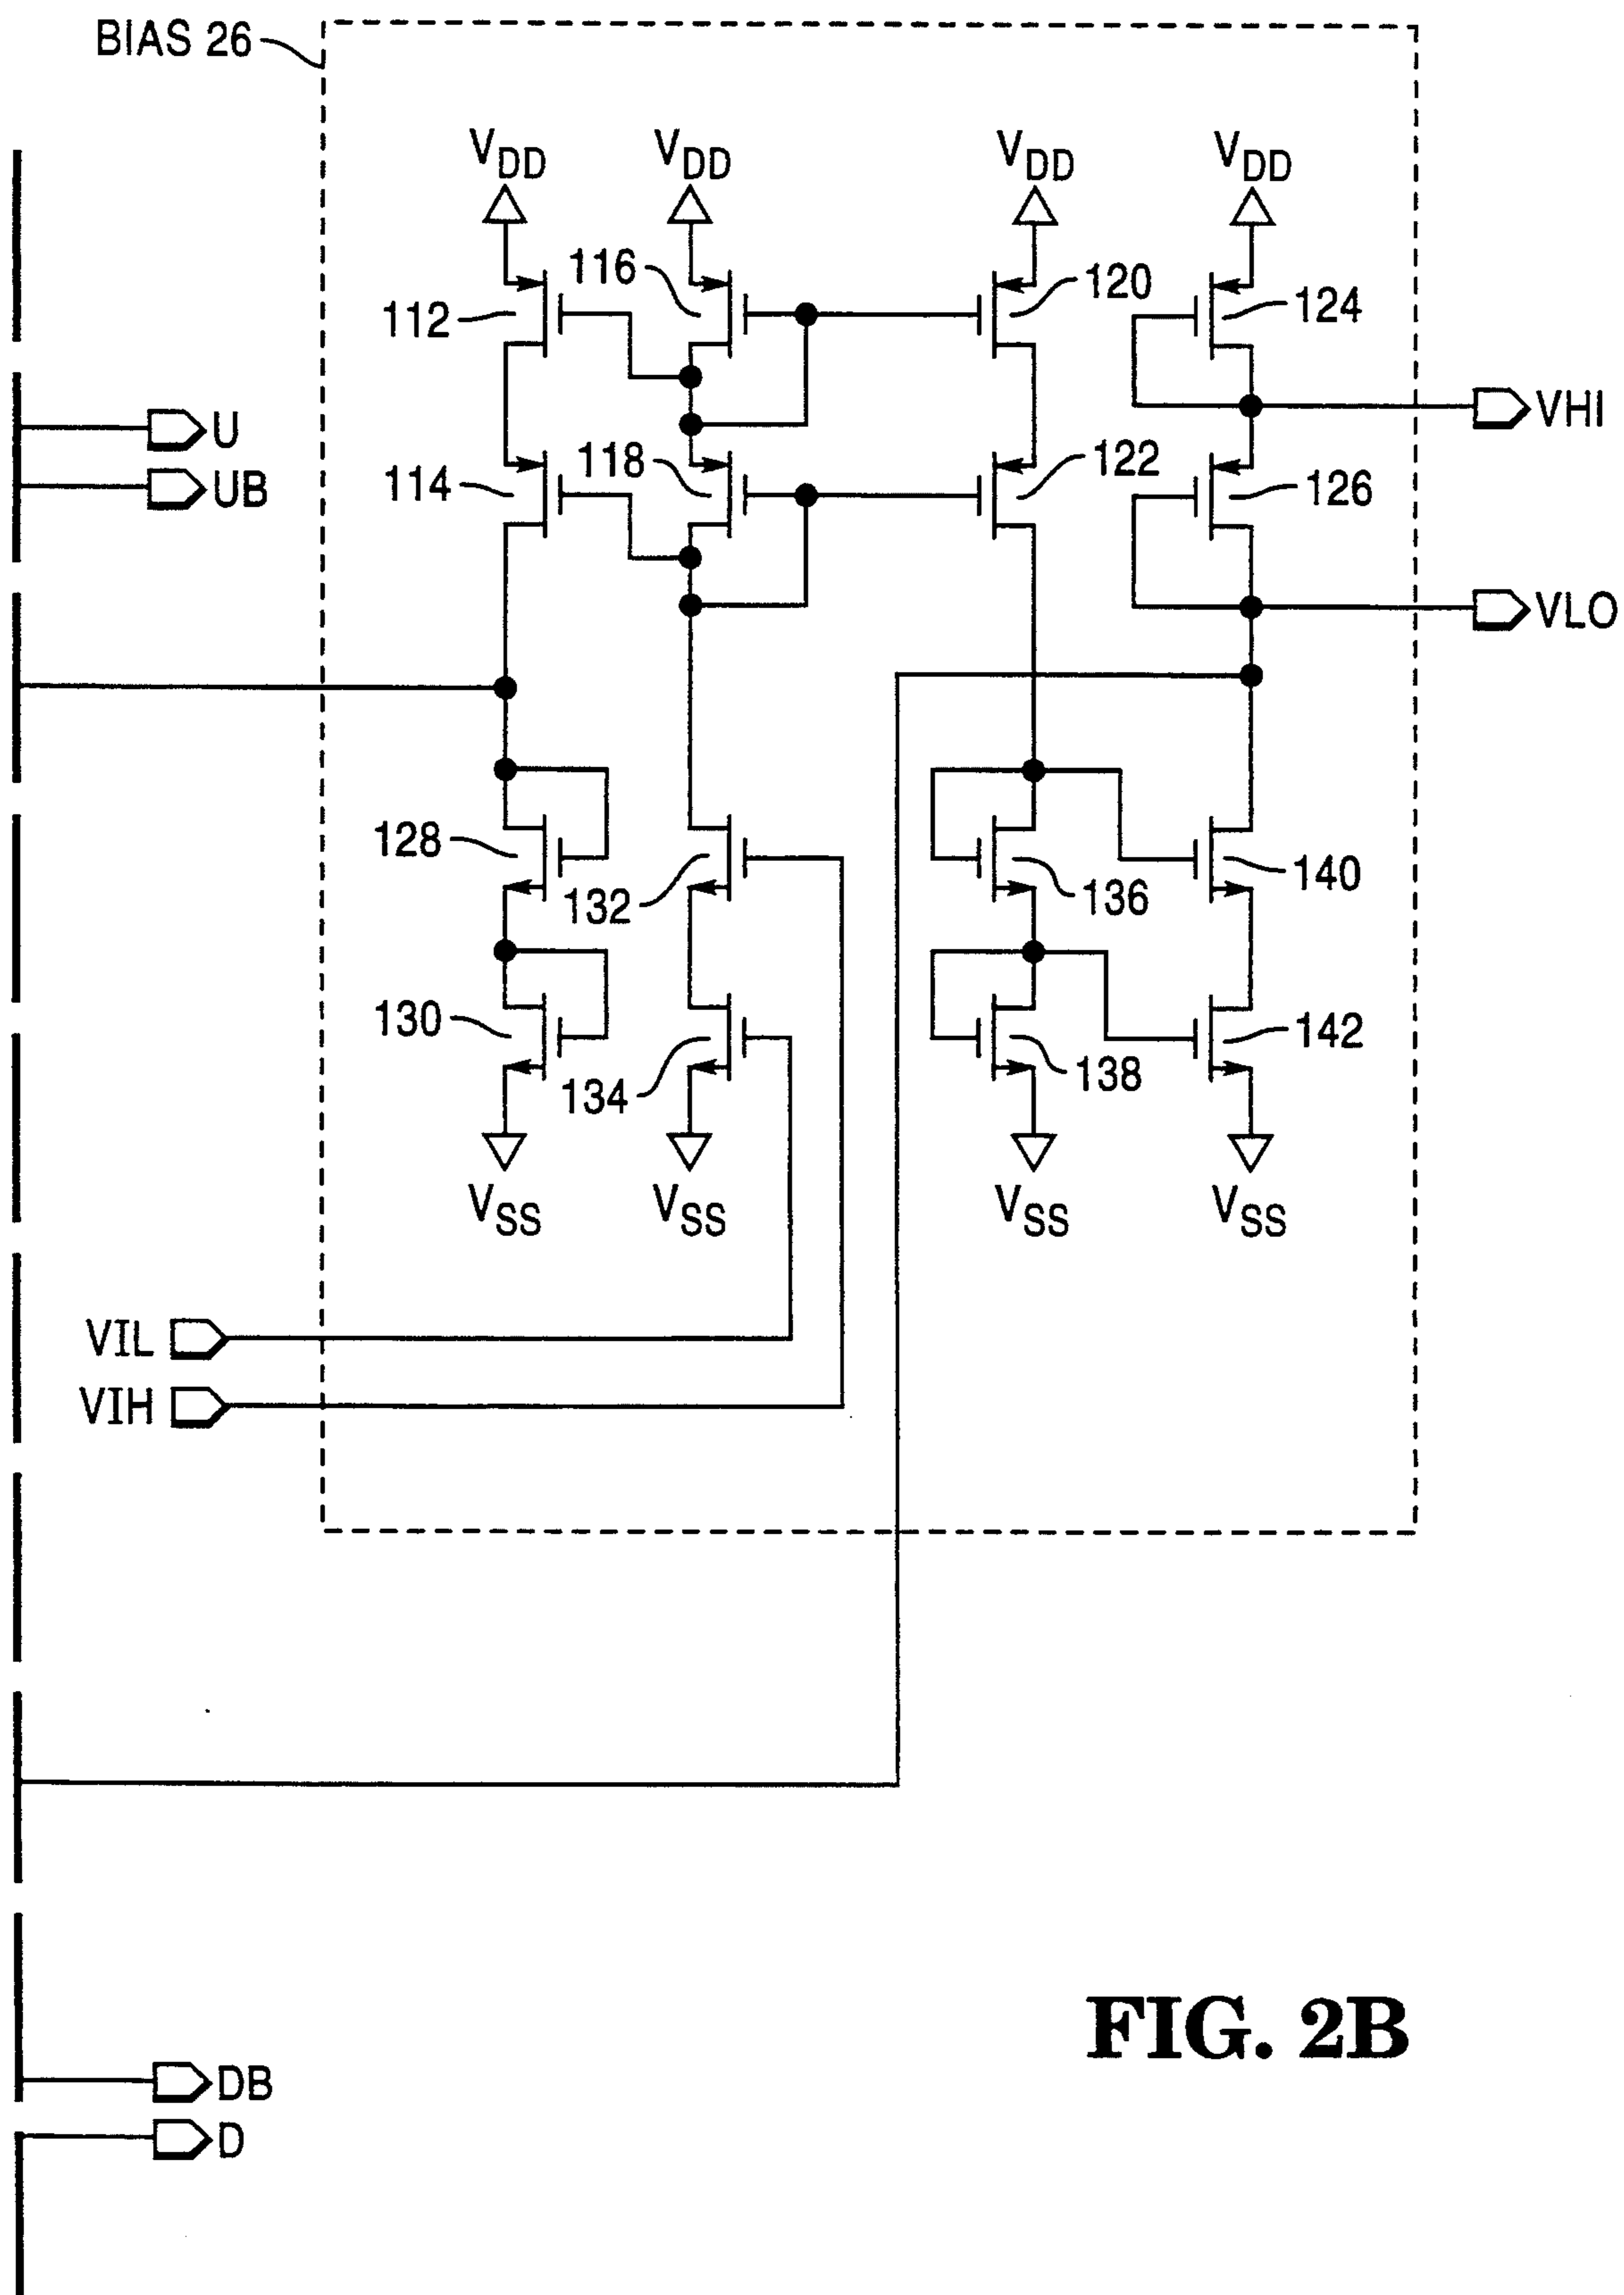 BIAS 26
VDD VDD VDD VDD
116 120 124
112
VHI
U
118 122
UB 114 126
VLO
128 140
132 136
130 142
134 138
VSS VSS VSS VSS
VIL
VIH
FIG. 2B
DB
D